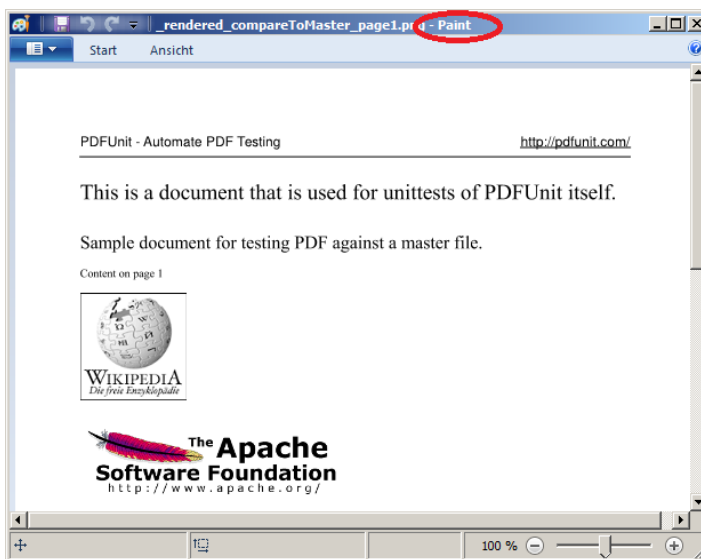 _rendered_compareToMaster_page1.png - Paint
Start Ansicht
PDFUnit - Automate PDF Testing http://pdfunit.com/
This is a document that is used for unittests of PDFUnit itself.
Sample document for testing PDF against a master file.
Content on page 1
WIKIPEDIA
Die freie Enzyklopädie
The Apache
Software Foundation
http://www.apache.org/
100 %